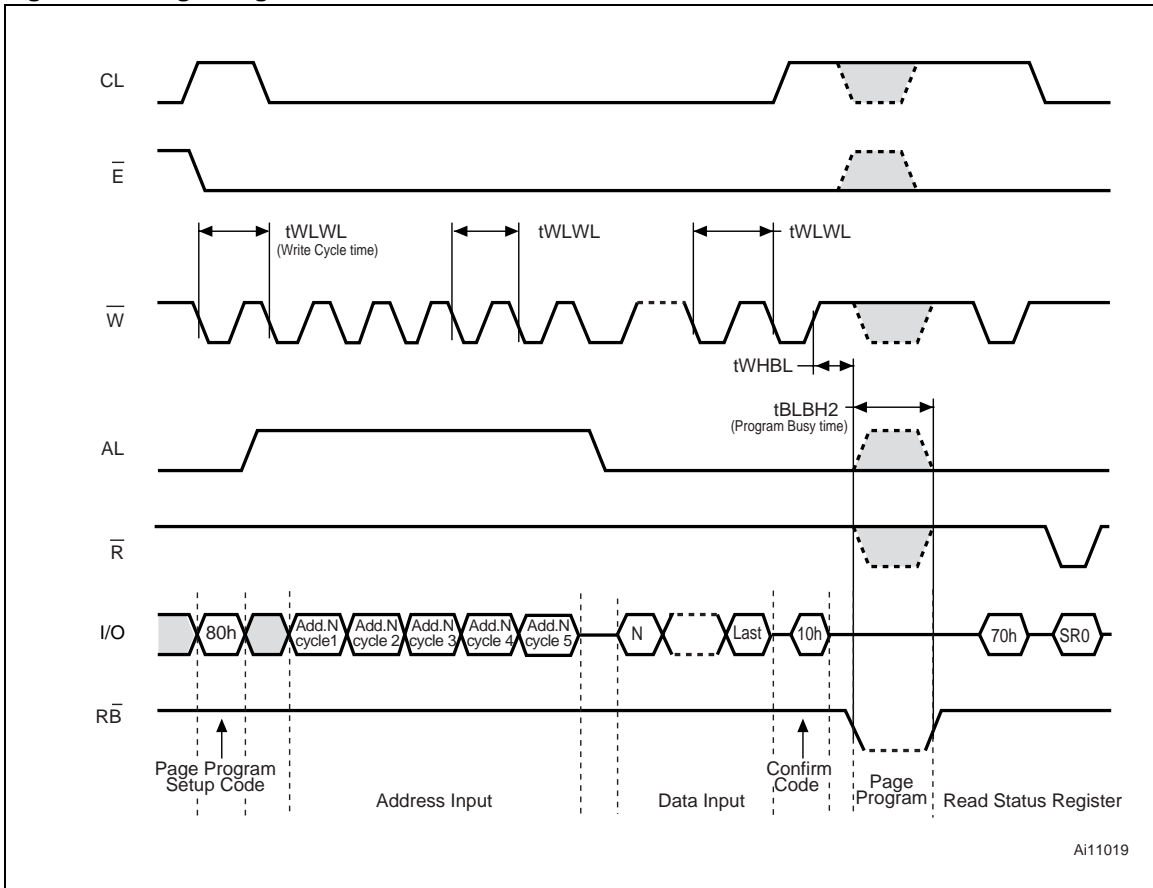 CL
E̅
tWLWL
(Write Cycle time)
tWLWL
tWLWL
W̅
tWHBL
tBLBH2
(Program Busy time)
AL
R̅
I/O
80h
Add.N
cycle1
Add.N
cycle 2
Add.N
cycle 3
Add.N
cycle 4
Add.N
cycle 5
N
Last
10h
70h
SR0
RB̅
Page Program
Setup Code
Address Input
Data Input
Confirm
Code
Page
Program
Read Status Register
Ai11019